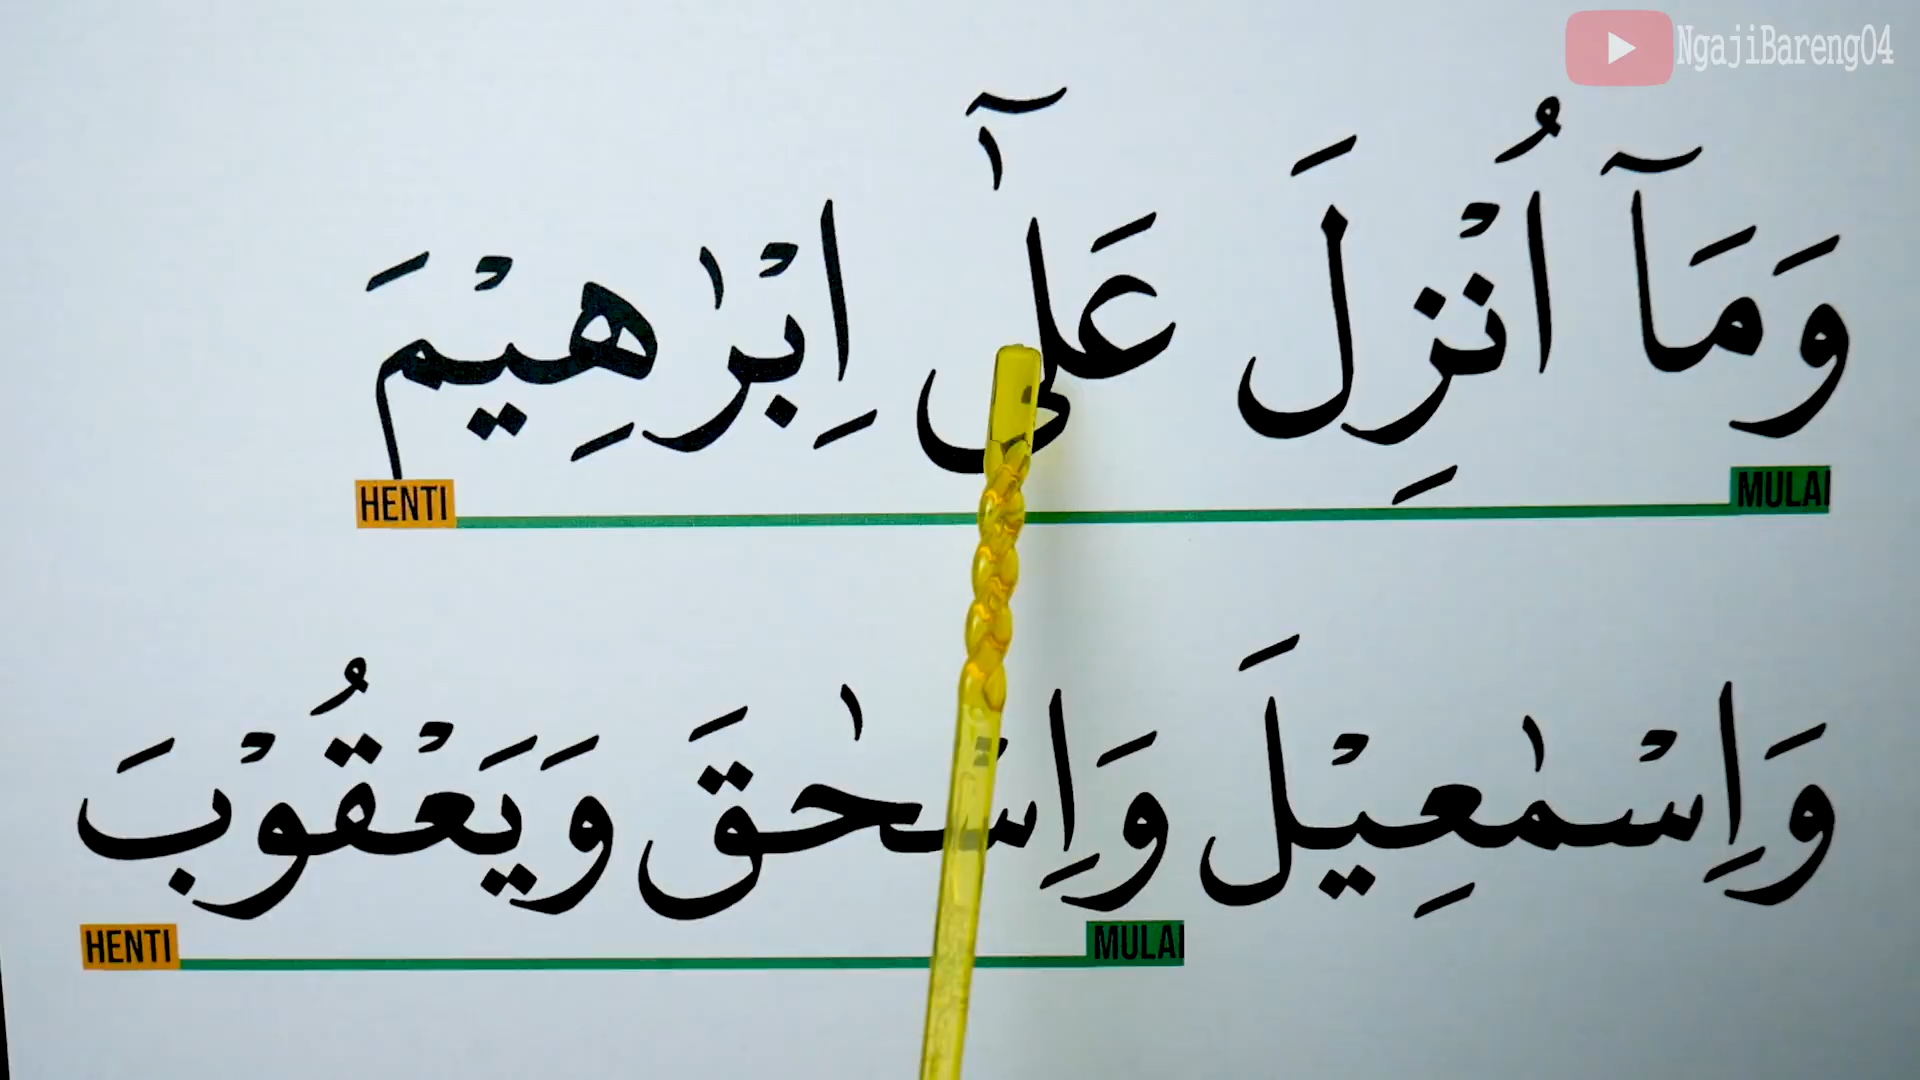 NgajiBareng04
وَمَآ اُنْزِلَ عَلٰٓى اِبْرٰهِيْمَ
HENTI MULAI
وَاِسْمٰعِيْلَ وَاِسْحٰقَ وَيَعْقُوْبَ
HENTI MULAI